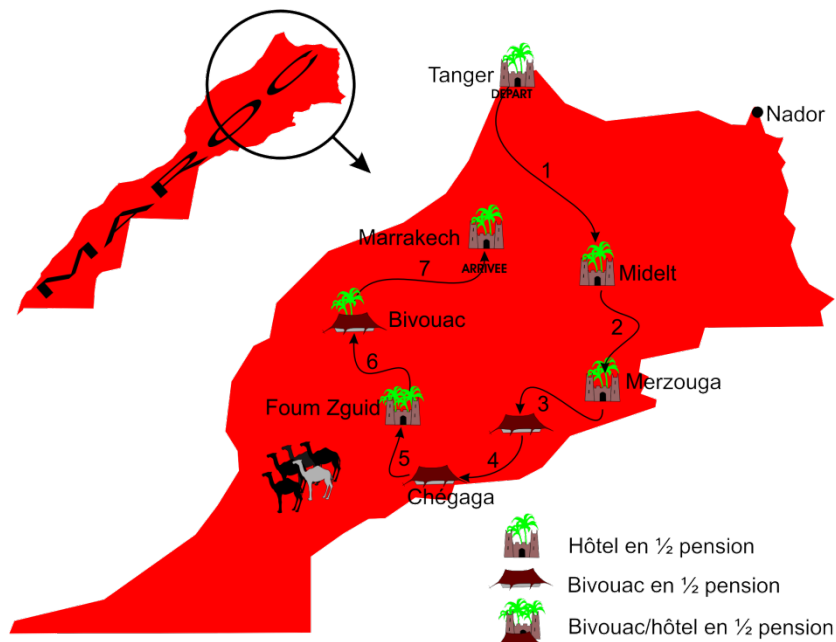 MAROC
Tanger
DEPART
Nador
1
Marrakech
ARRIVEE
7
Midelt
Bivouac
2
6
Merzouga
Foum Zguid
3
5
4
Chégaga
Hôtel en ½ pension
Bivouac en ½ pension
Bivouac/hôtel en ½ pension